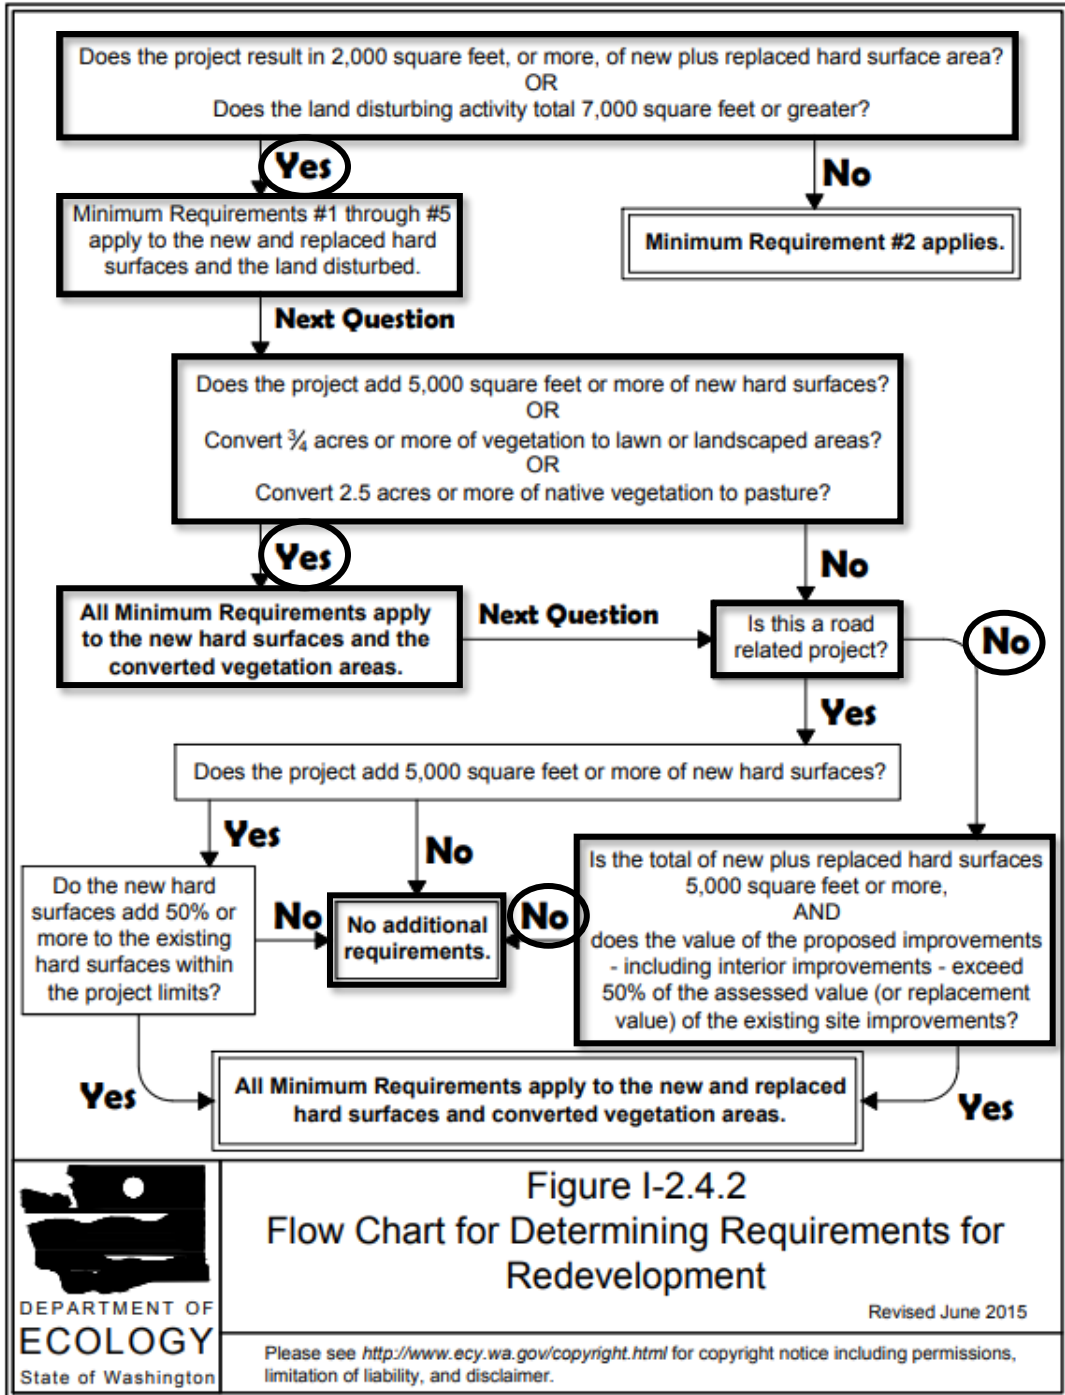 Does the project result in 2,000 square feet, or more, of new plus replaced hard surface area?
OR
Does the land disturbing activity total 7,000 square feet or greater?
Yes
No
Minimum Requirements #1 through #5
apply to the new and replaced hard
surfaces and the land disturbed.
Minimum Requirement #2 applies.
Next Question
Does the project add 5,000 square feet or more of new hard surfaces?
OR
Convert ¾ acres or more of vegetation to lawn or landscaped areas?
OR
Convert 2.5 acres or more of native vegetation to pasture?
Yes
No
All Minimum Requirements apply
to the new hard surfaces and the
converted vegetation areas.
Next Question
Is this a road
related project?
No
Yes
Does the project add 5,000 square feet or more of new hard surfaces?
Yes
No
Do the new hard
surfaces add 50% or
more to the existing
hard surfaces within
the project limits?
No
No additional
requirements.
No
Is the total of new plus replaced hard surfaces
5,000 square feet or more,
AND
does the value of the proposed improvements
- including interior improvements - exceed
50% of the assessed value (or replacement
value) of the existing site improvements?
Yes
All Minimum Requirements apply to the new and replaced
hard surfaces and converted vegetation areas.
Yes
DEPARTMENT OF
ECOLOGY
State of Washington
Figure I-2.4.2
Flow Chart for Determining Requirements for
Redevelopment
Revised June 2015
Please see http://www.ecy.wa.gov/copyright.html for copyright notice including permissions,
limitation of liability, and disclaimer.